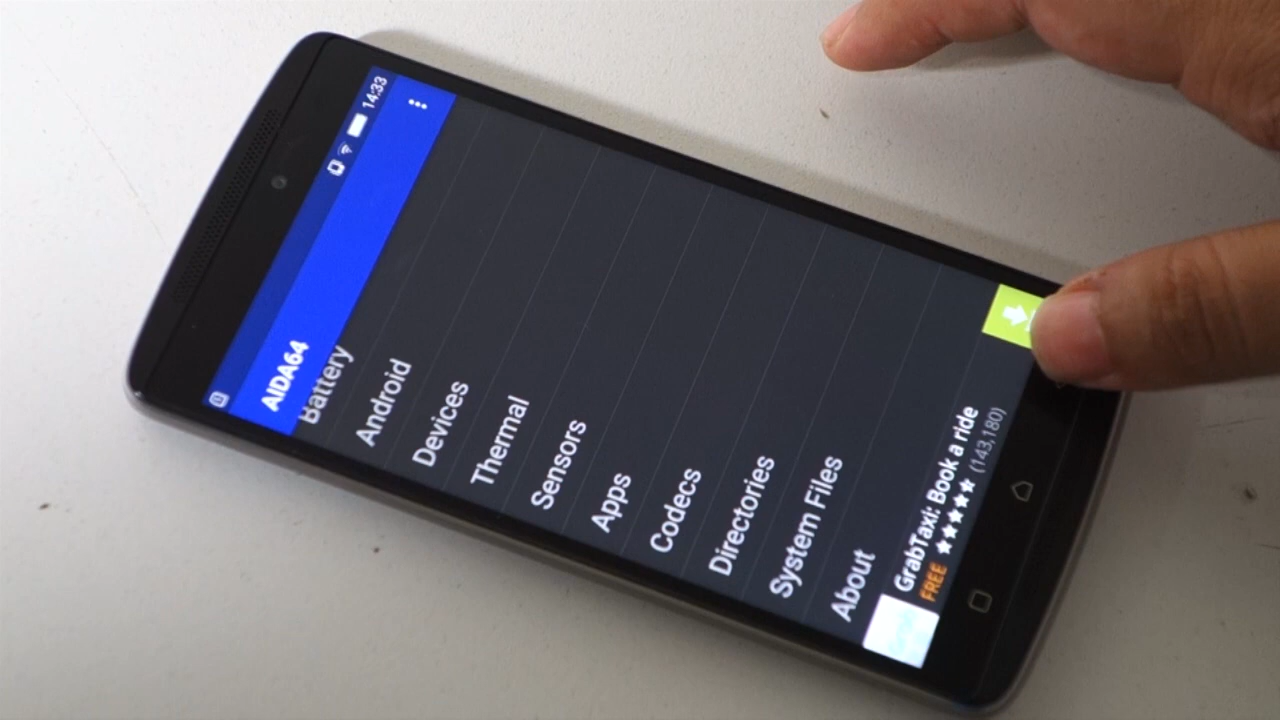 14:33
AIDA64
Battery
Android
Devices
Thermal
Sensors
Apps
Codecs
Directories
System Files
About
GrabTaxi: Book a ride
FREE ★★★★★ (143,180)